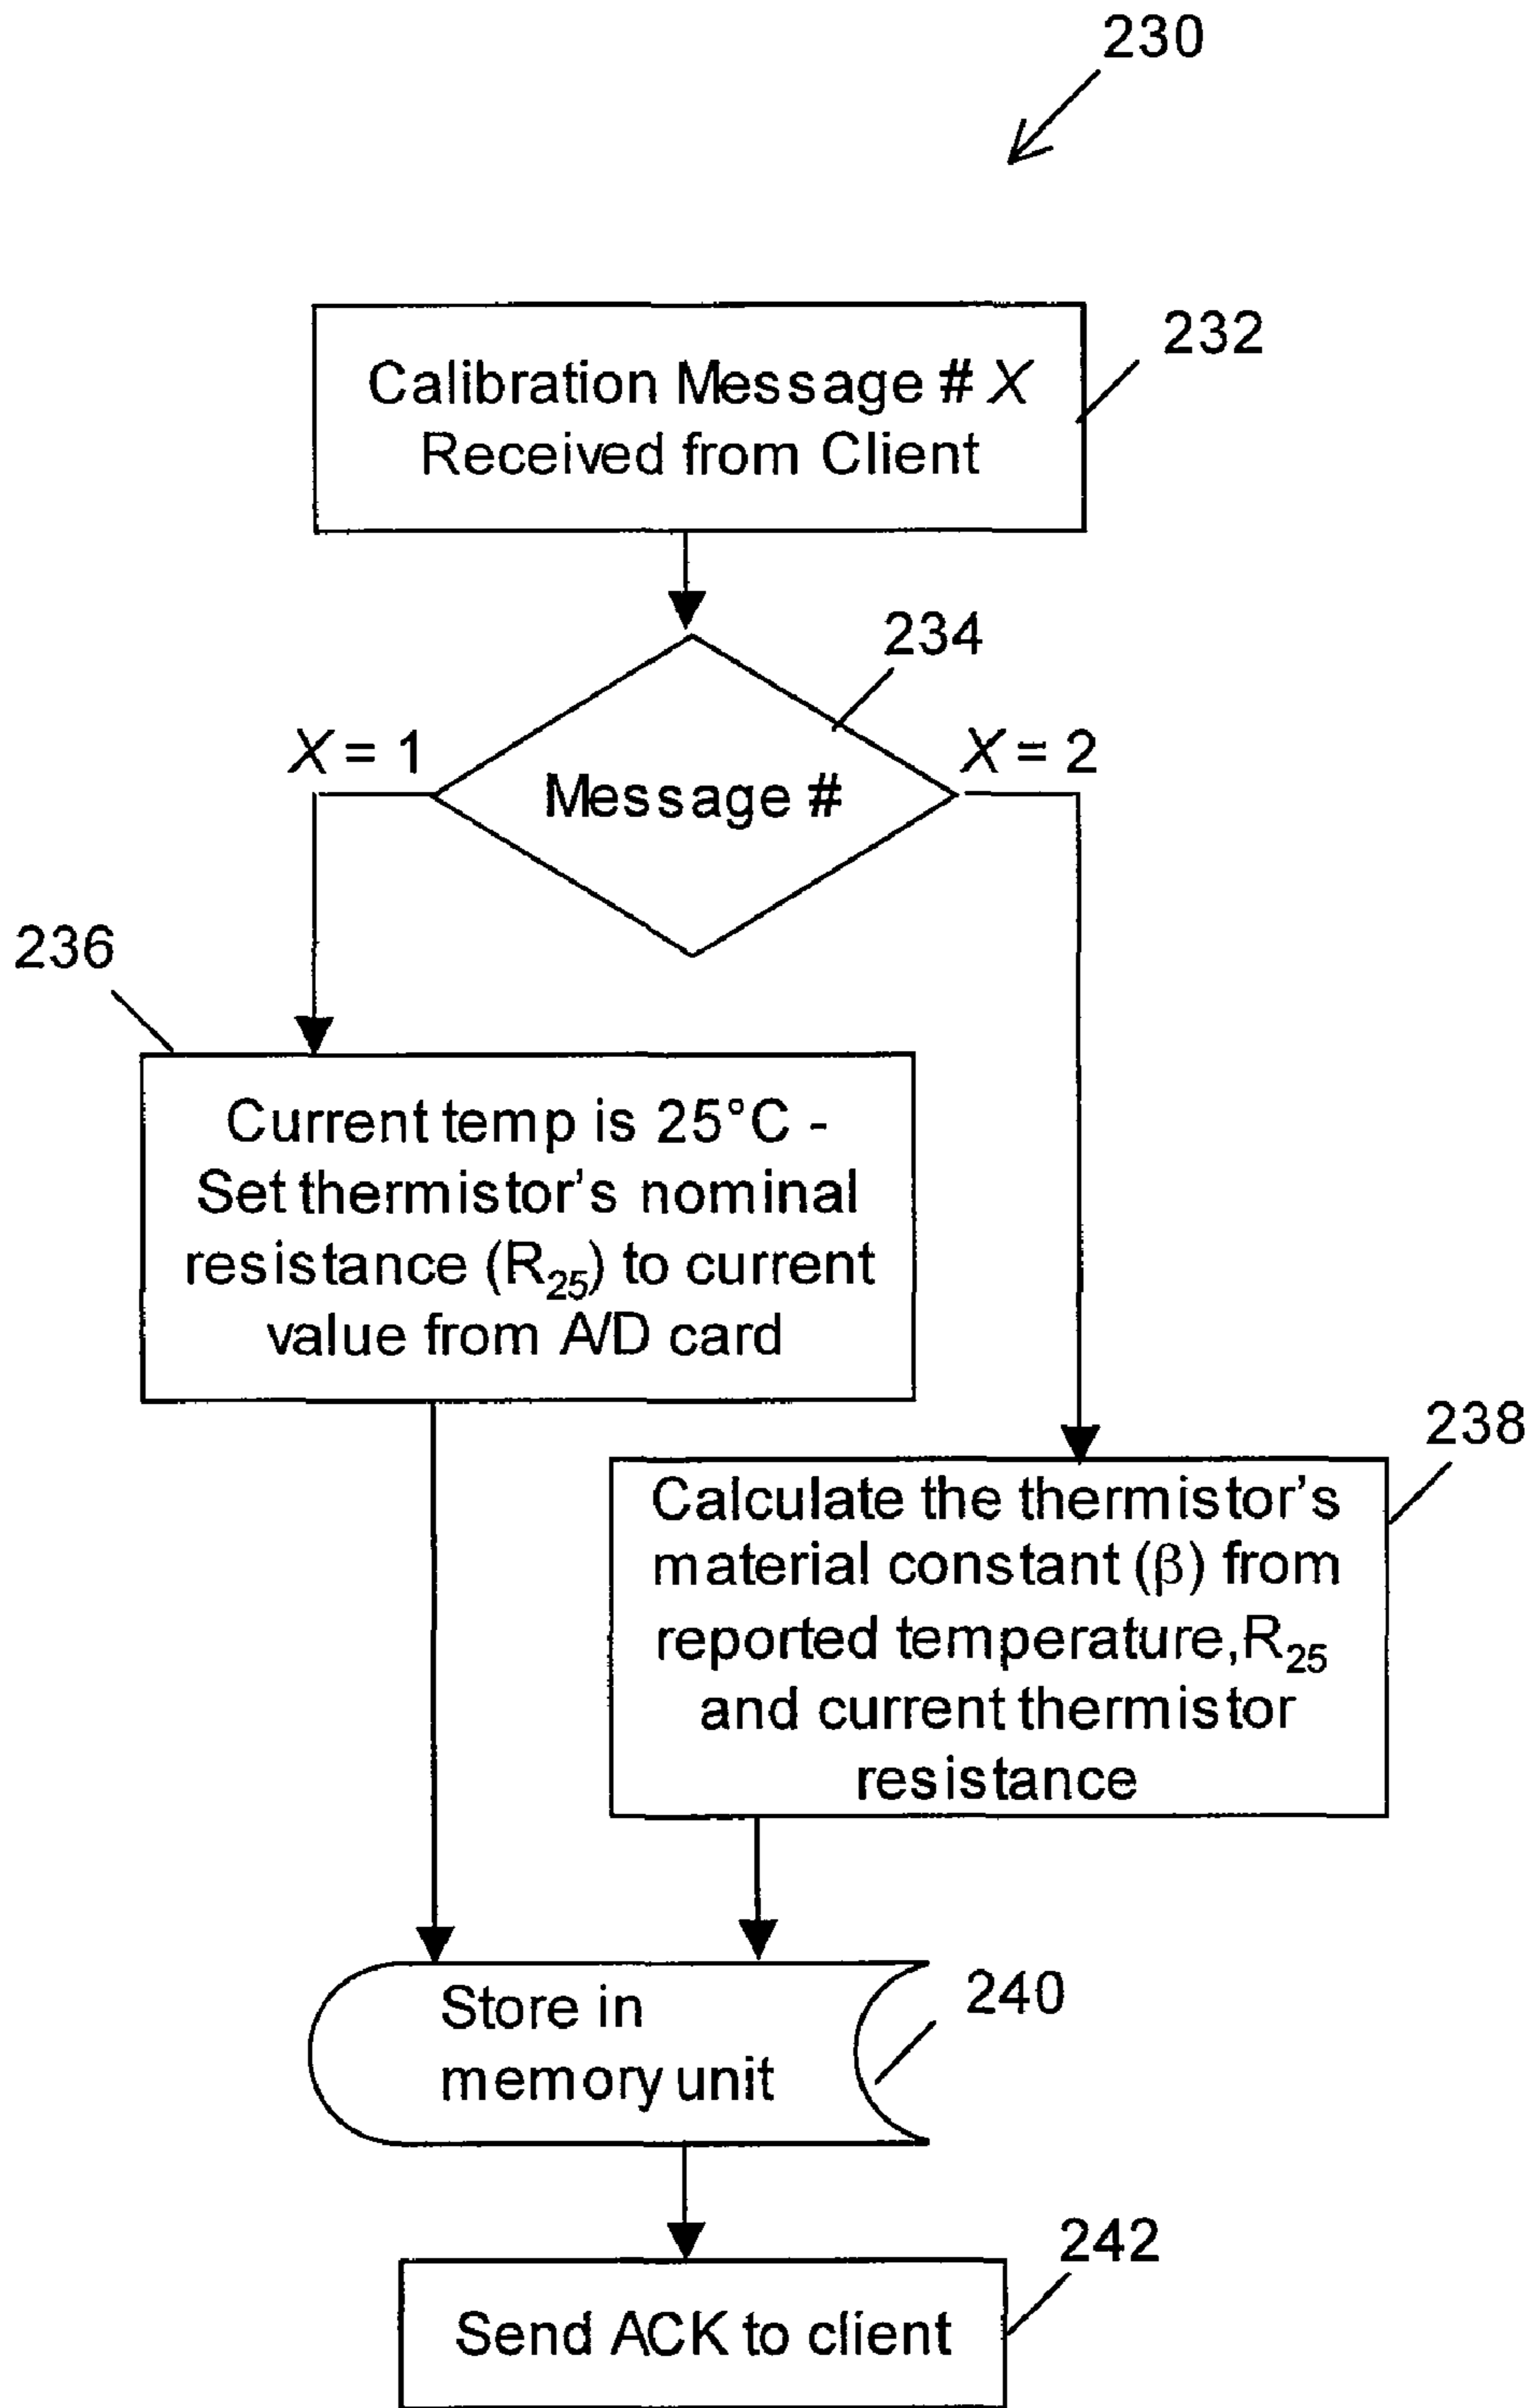 230
232
Calibration Message # X
Received from Client
234
X = 1
X = 2
Message #
236
Current temp is 25°C -
Set thermistor's nominal
resistance (R25) to current
value from A/D card
238
Calculate the thermistor's
material constant (β) from
reported temperature,R25
and current thermistor
resistance
240
Store in
memory unit
242
Send ACK to client